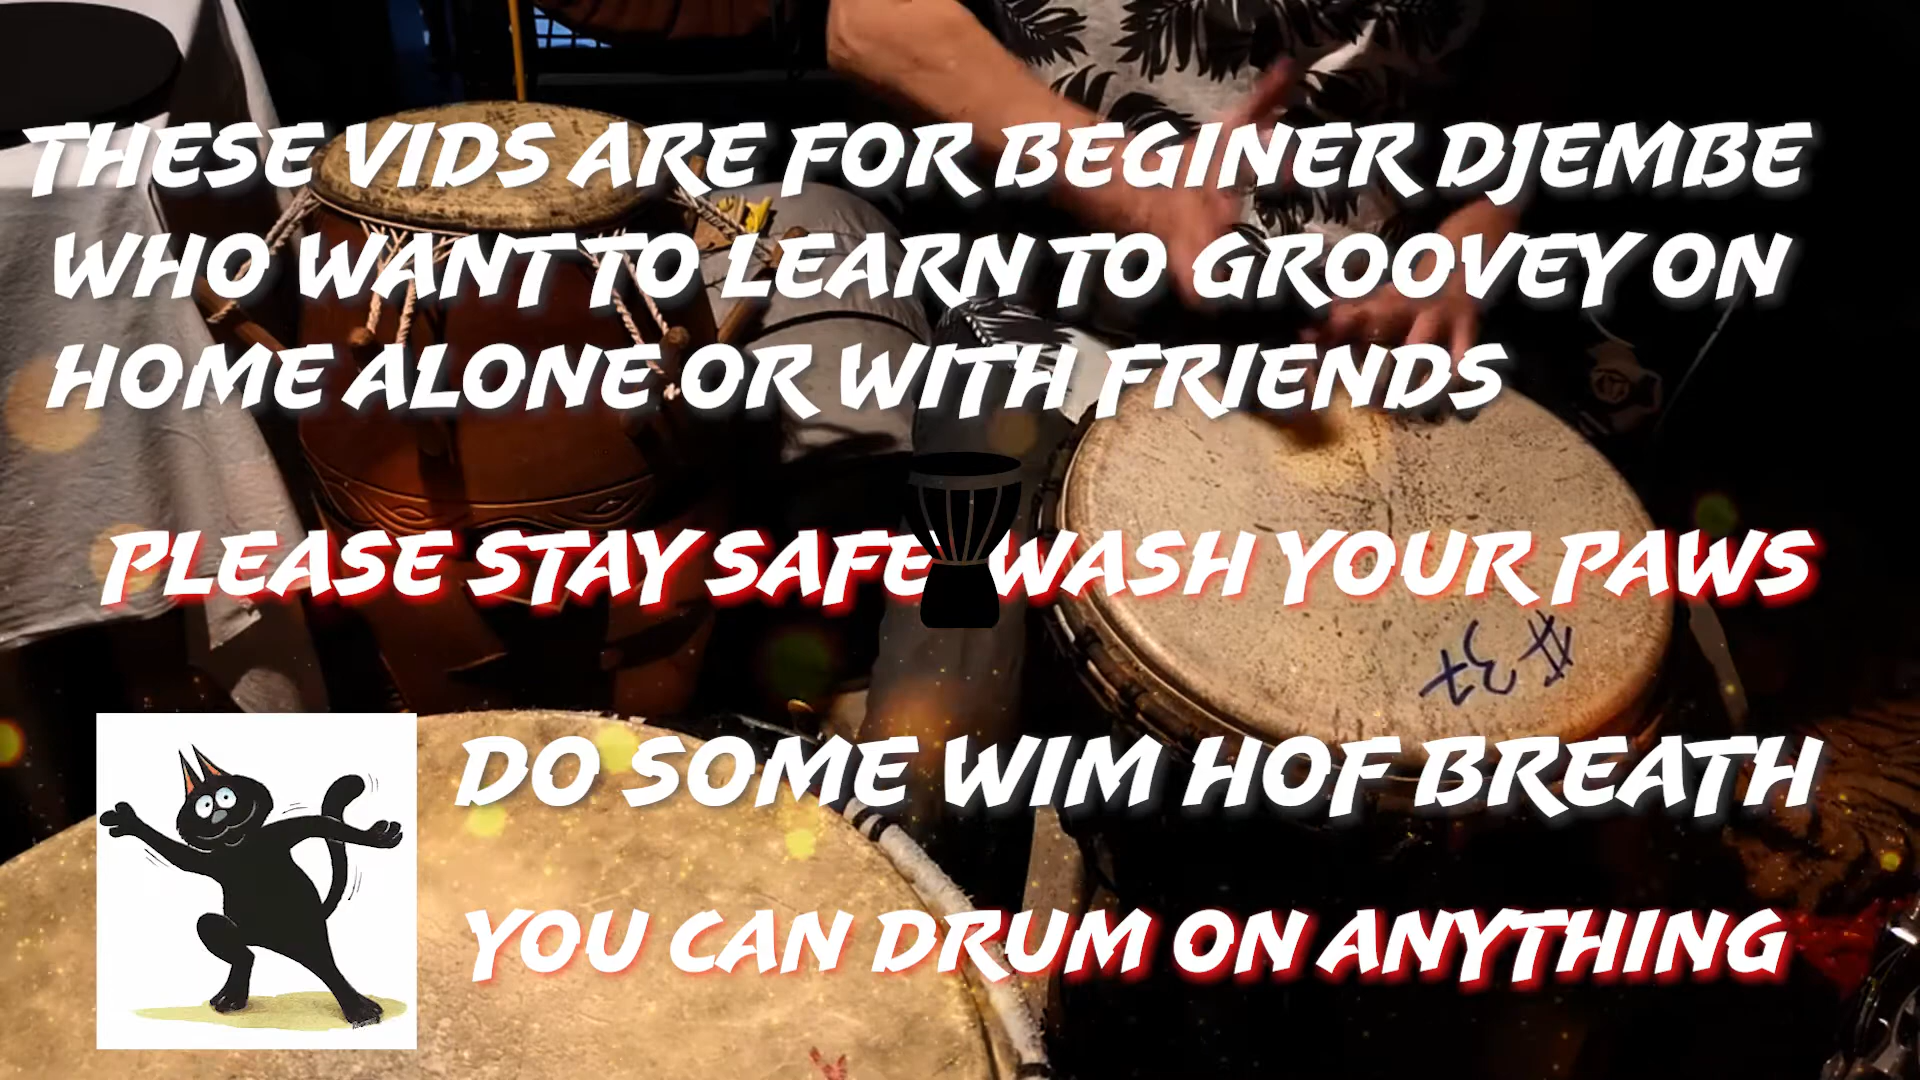 THESE VIDS ARE FOR BEGINER DJEMBE
WHO WANT TO LEARN TO GROOVEY ON
HOME ALONE OR WITH FRIENDS
PLEASE STAY SAFE WASH YOUR PAWS
# 37
DO SOME WIM HOF BREATH
YOU CAN DRUM ON ANYTHING